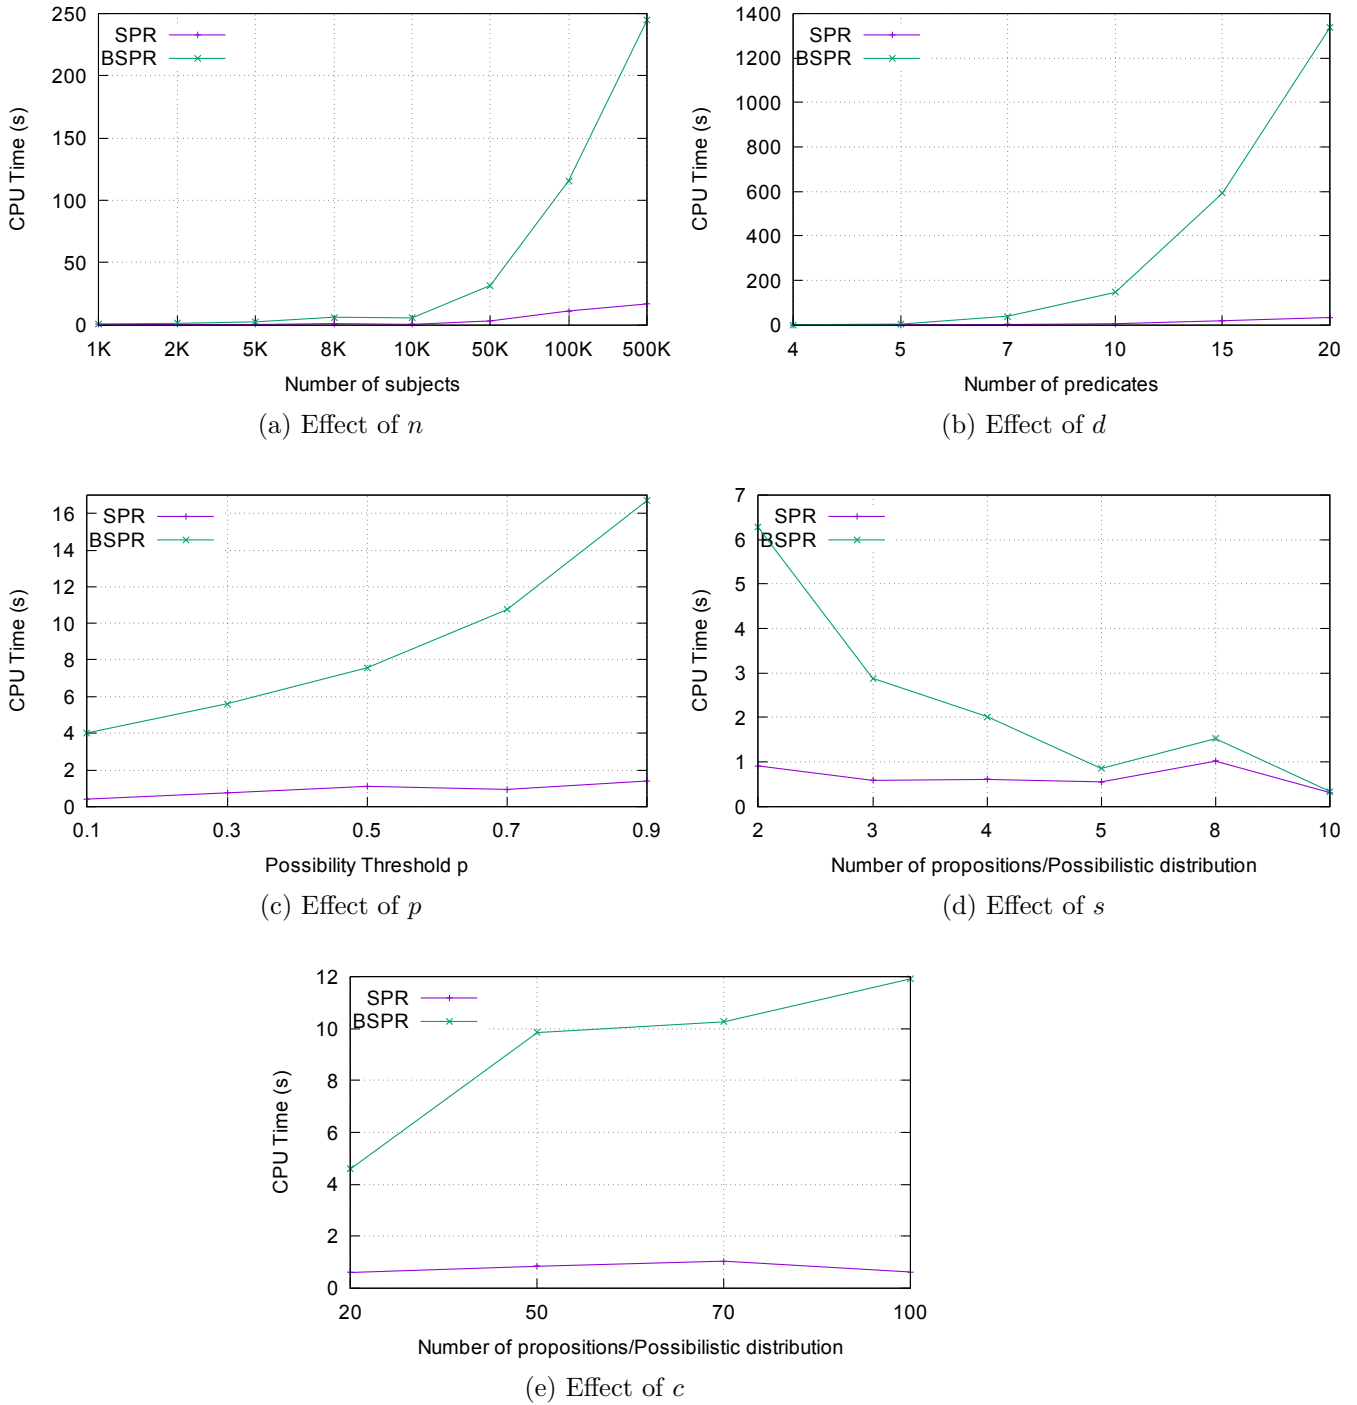 250
200
150
100
50
0
CPU Time (s)
SPR
BSPR
1K 2K 5K 8K 10K 50K 100K 500K
Number of subjects
(a) Effect of n
1400
1200
1000
800
600
400
200
0
CPU Time (s)
SPR
BSPR
4 5 7 10 15 20
Number of predicates
(b) Effect of d
16
14
12
10
8
6
4
2
0
CPU Time (s)
SPR
BSPR
0.1 0.3 0.5 0.7 0.9
Possibility Threshold p
(c) Effect of p
7
6
5
4
3
2
1
0
CPU Time (s)
SPR
BSPR
2 3 4 5 8 10
Number of propositions/Possibilistic distribution
(d) Effect of s
12
10
8
6
4
2
0
CPU Time (s)
SPR
BSPR
20 50 70 100
Number of propositions/Possibilistic distribution
(e) Effect of c